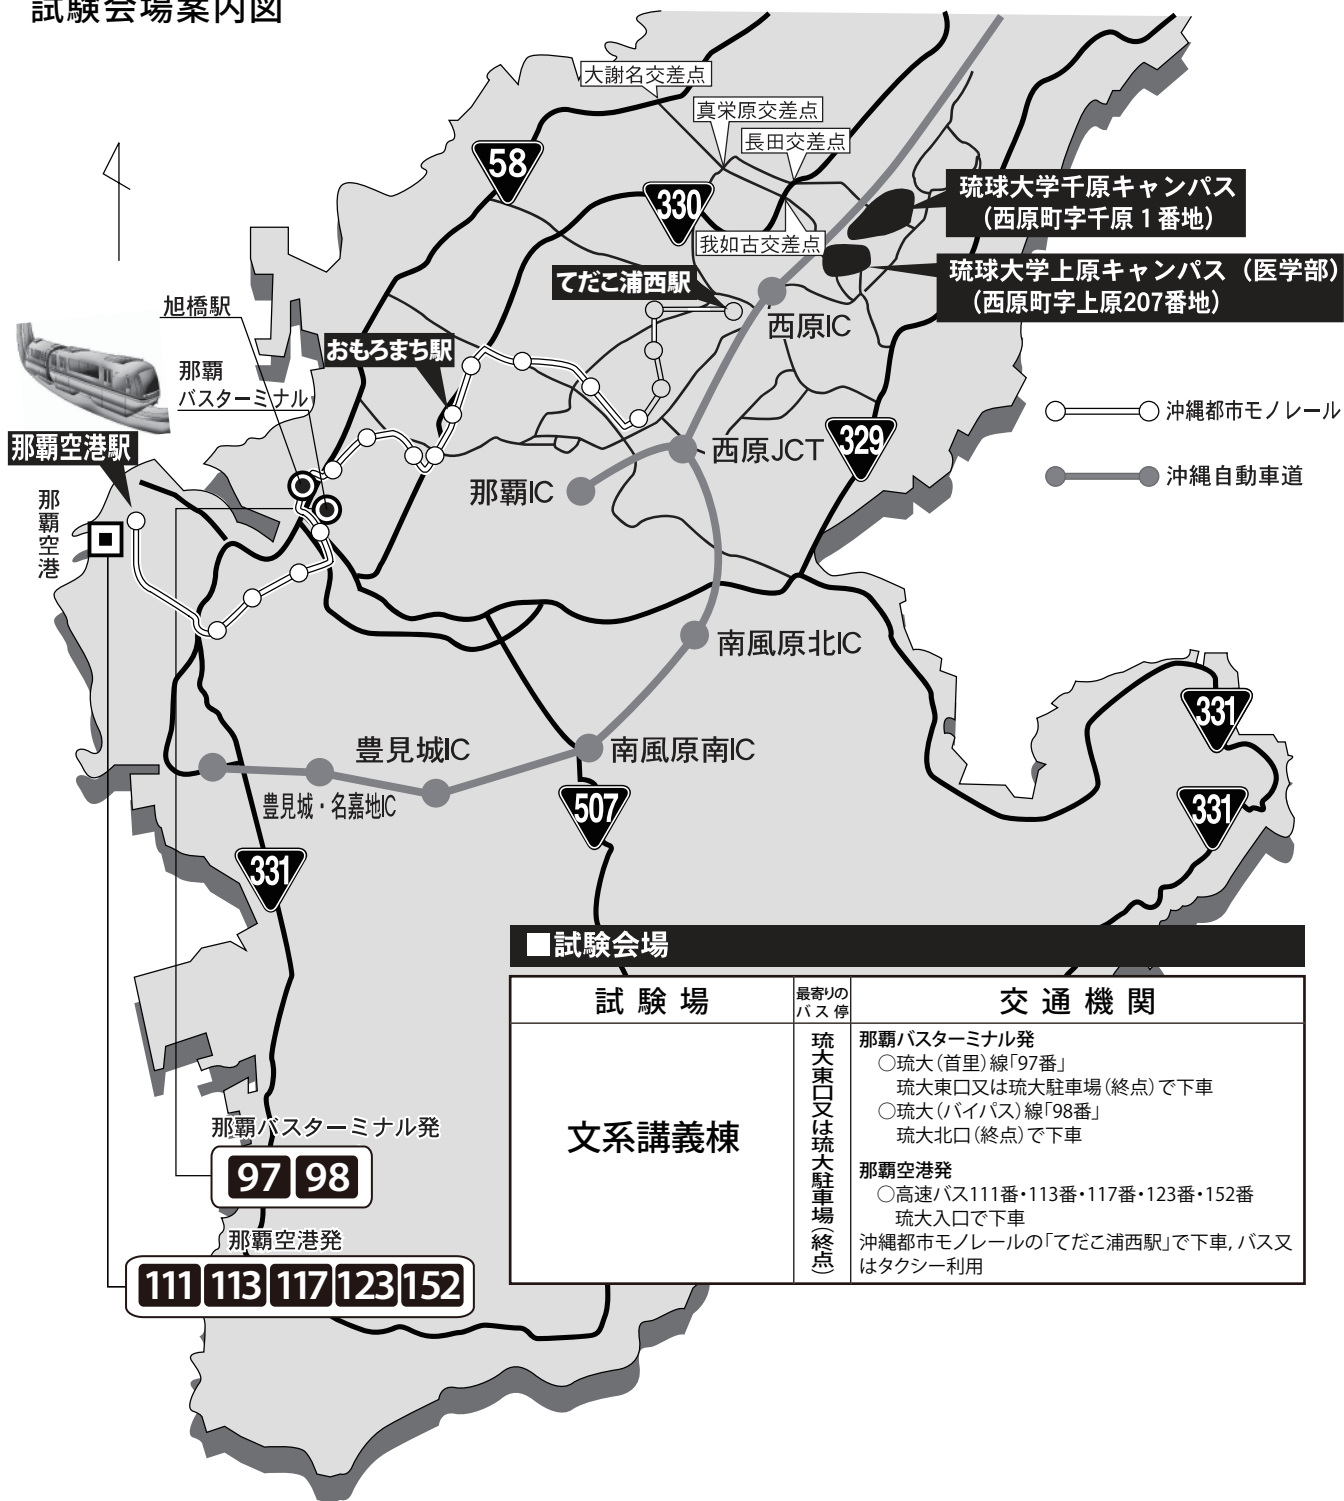 試験会場案内図
大謝名交差点
真栄原交差点
長田交差点
58
330
琉球大学千原キャンパス
(西原町字千原1番地)
我如古交差点
琉球大学上原キャンパス(医学部)
(西原町字上原207番地)
てだこ浦西駅
旭橋駅
西原IC
おもろまち駅
那覇
バスターミナル
沖縄都市モノレール
那覇空港駅
329
西原JCT
沖縄自動車道
那覇IC
那覇空港
南風原北IC
331
豊見城IC
南風原南IC
豊見城・名嘉地IC
507
331
331
■試験会場
試験場
最寄りの
バス停
交通機関
文系講義棟
琉大東口又は琉大駐車場(終点)
那覇バスターミナル発
○琉大(首里)線「97番」
琉大東口又は琉大駐車場(終点)で下車
○琉大(バイパス)線「98番」
琉大北口(終点)で下車
那覇空港発
○高速バス111番・113番・117番・123番・152番
琉大入口で下車
沖縄都市モノレールの「てだこ浦西駅」で下車, バス又
はタクシー利用
那覇バスターミナル発
97 98
那覇空港発
111 113 117 123 152